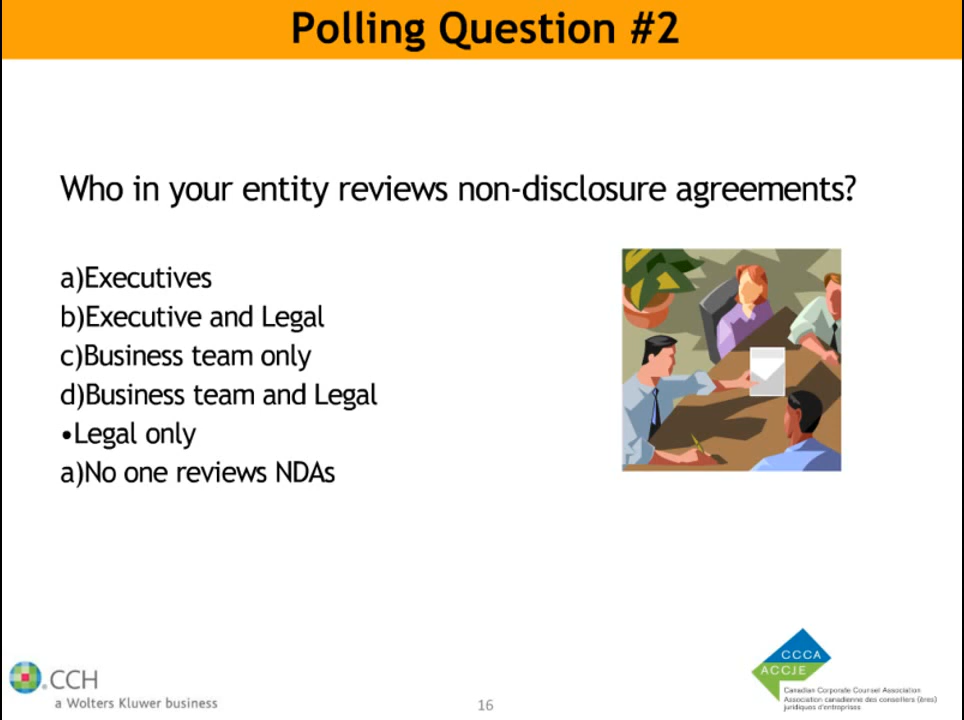 Polling Question #2
Who in your entity reviews non-disclosure agreements?
a)Executives
b)Executive and Legal
c)Business team only
d)Business team and Legal
•Legal only
a)No one reviews NDAs
CCH
a Wolters Kluwer business
16
CCCA
ACCJE
Canadian Corporate Counsel Association
Association canadienne des conseillers (ères)
juridiques d'entreprises